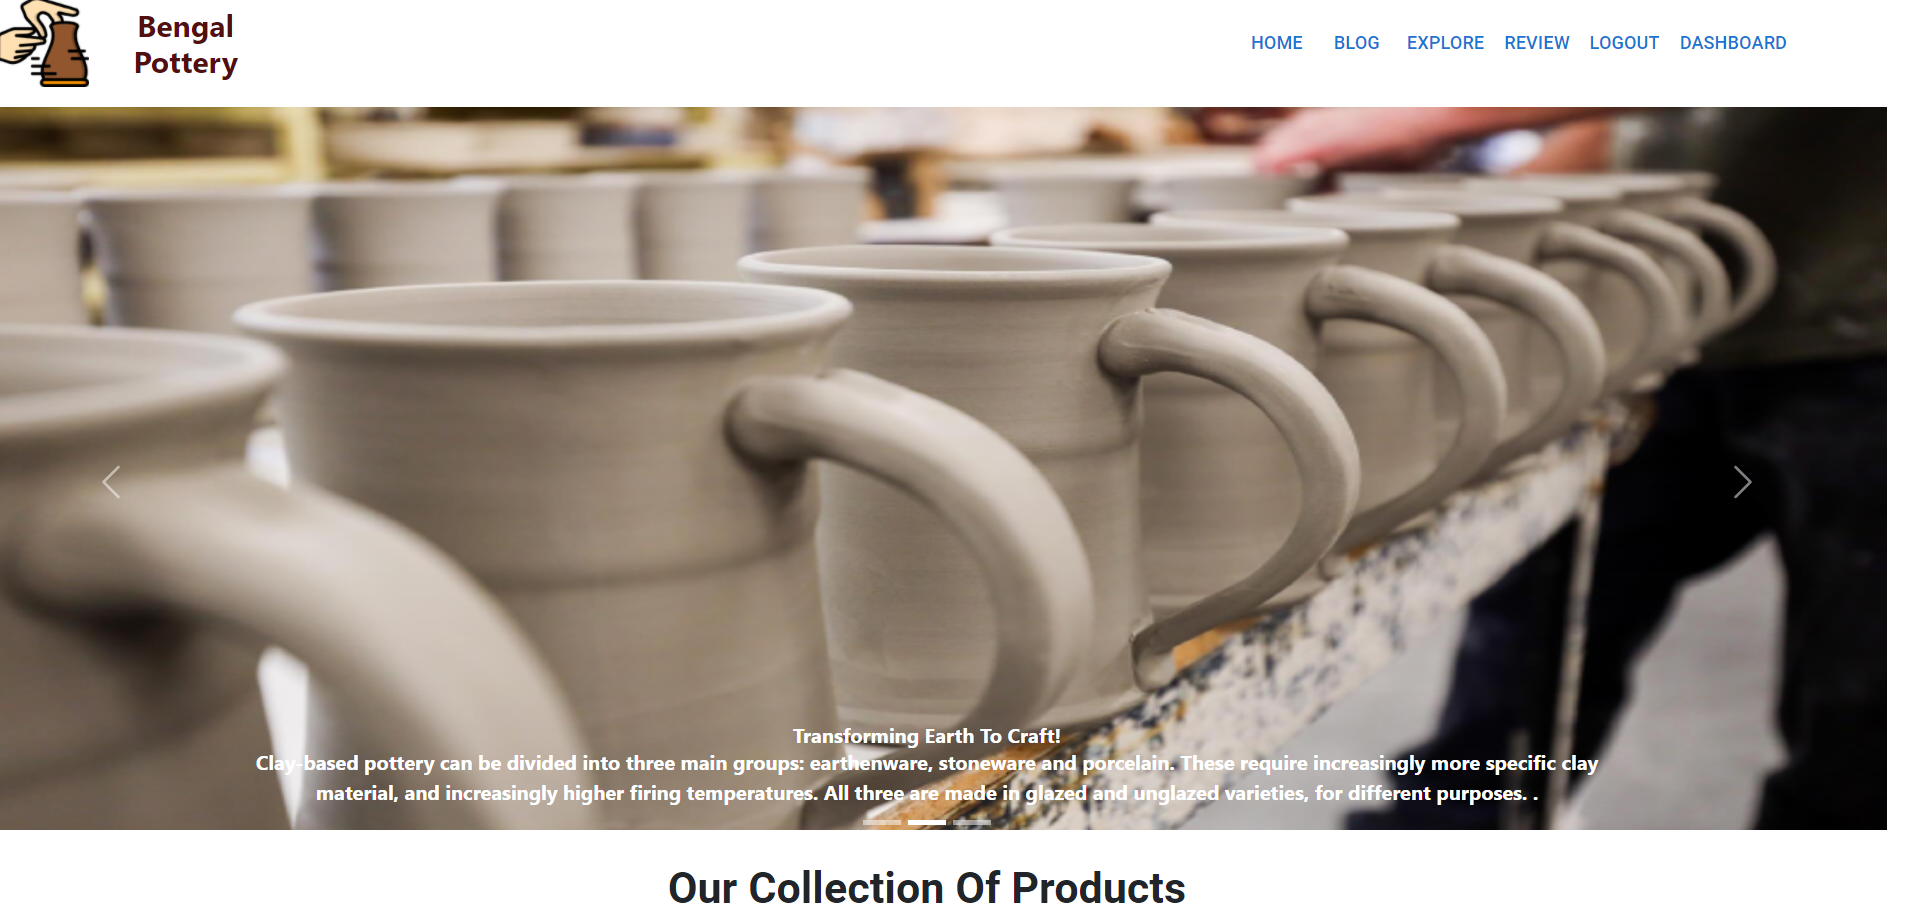 Bengal
Pottery
HOME BLOG EXPLORE REVIEW LOGOUT DASHBOARD
Transforming Earth To Craft!
Clay-based pottery can be divided into three main groups: earthenware, stoneware and porcelain. These require increasingly more specific clay
material, and increasingly higher firing temperatures. All three are made in glazed and unglazed varieties, for different purposes. .
Our Collection Of Products